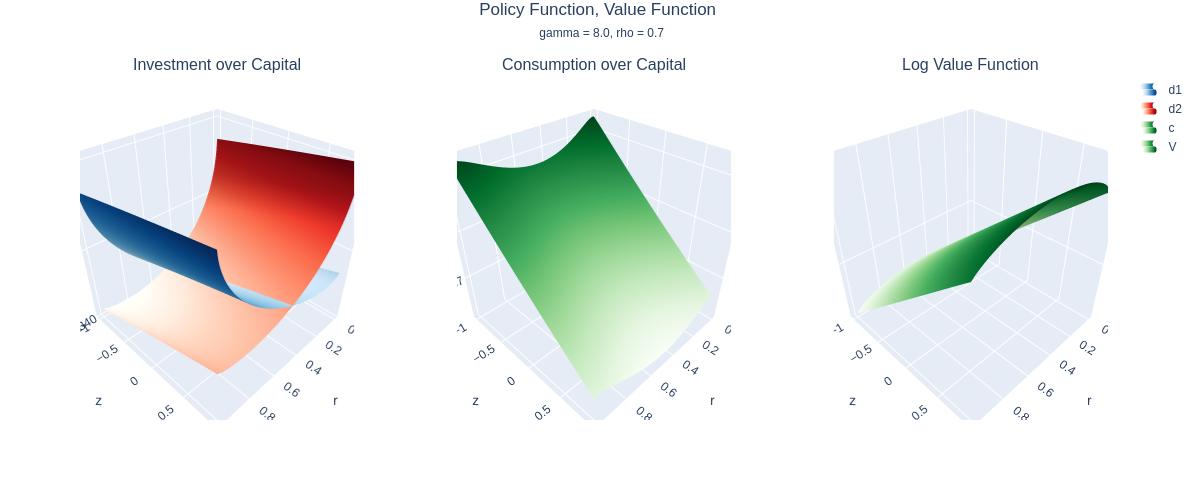 Policy Function, Value Function
gamma = 8.0, rho = 0.7
Investment over Capital
Consumption over Capital
Log Value Function
d1
d2
c
V
−0.5
0
0.5
z
0.2
0.4
0.6
0.8
r
7
-1
−0.5
0
0.5
z
0
0.2
0.4
0.6
0.8
r
-1
−0.5
0
0.5
z
0
0.2
0.4
0.6
0.8
r